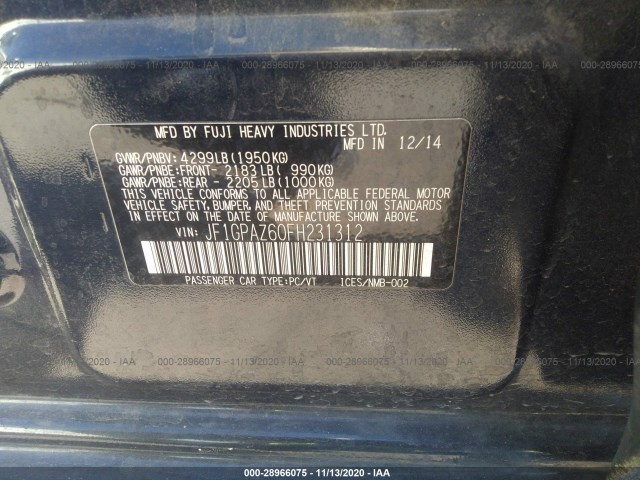 MFD BY FUJI HEAVY INDUSTRIES LTD.
MFD IN 12/14
GVWR/PNBV: 4299LB(1950KG)
GAWR/PNBE:FRONT- 2183LB( 990KG)
GAWR/PNBE:REAR - 2205LB(1000KG)
THIS VEHICLE CONFORMS TO ALL APPLICABLE FEDERAL MOTOR
VEHICLE SAFETY,BUMPER, AND THEFT PREVENTION STANDARDS
IN EFFECT ON THE DATE OF MANUFACTURE SHOWN ABOVE.
VIN: JF1GPAZ60FH231312
PASSENGER CAR TYPE:PC/VT ICES/NMB-002
000-28966075 - 11/13/2020 - IAA